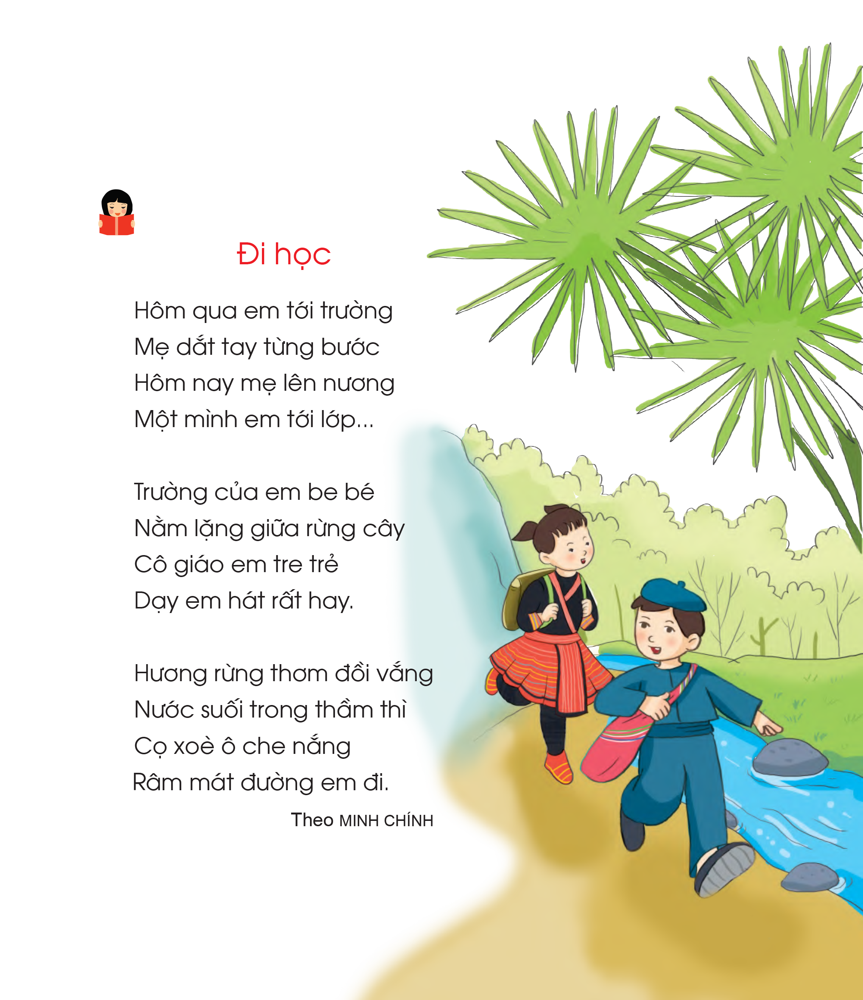 Đi học
Hôm qua em tới trường
Mẹ dắt tay từng bước
Hôm nay mẹ lên nương
Một mình em tới lớp...
Trường của em be bé
Nằm lặng giữa rừng cây
Cô giáo em tre trẻ
Dạy em hát rất hay.
Hương rừng thơm đồi vắng
Nước suối trong thầm thì
Cọ xoè ô che nắng
Râm mát đường em đi.
Theo MINH CHÍNH